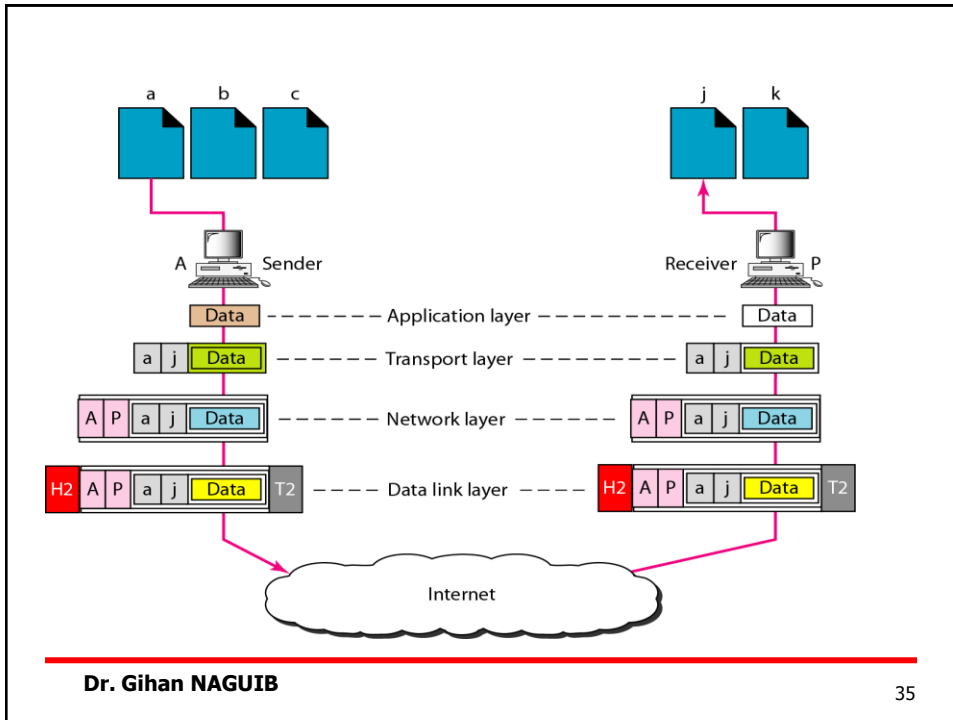 a b c j k
A Sender Receiver P
Data Application layer Data
a j Data Transport layer a j Data
A P a j Data Network layer A P a j Data
H2 A P a j Data T2 Data link layer H2 A P a j Data T2
Internet
Dr. Gihan NAGUIB 35